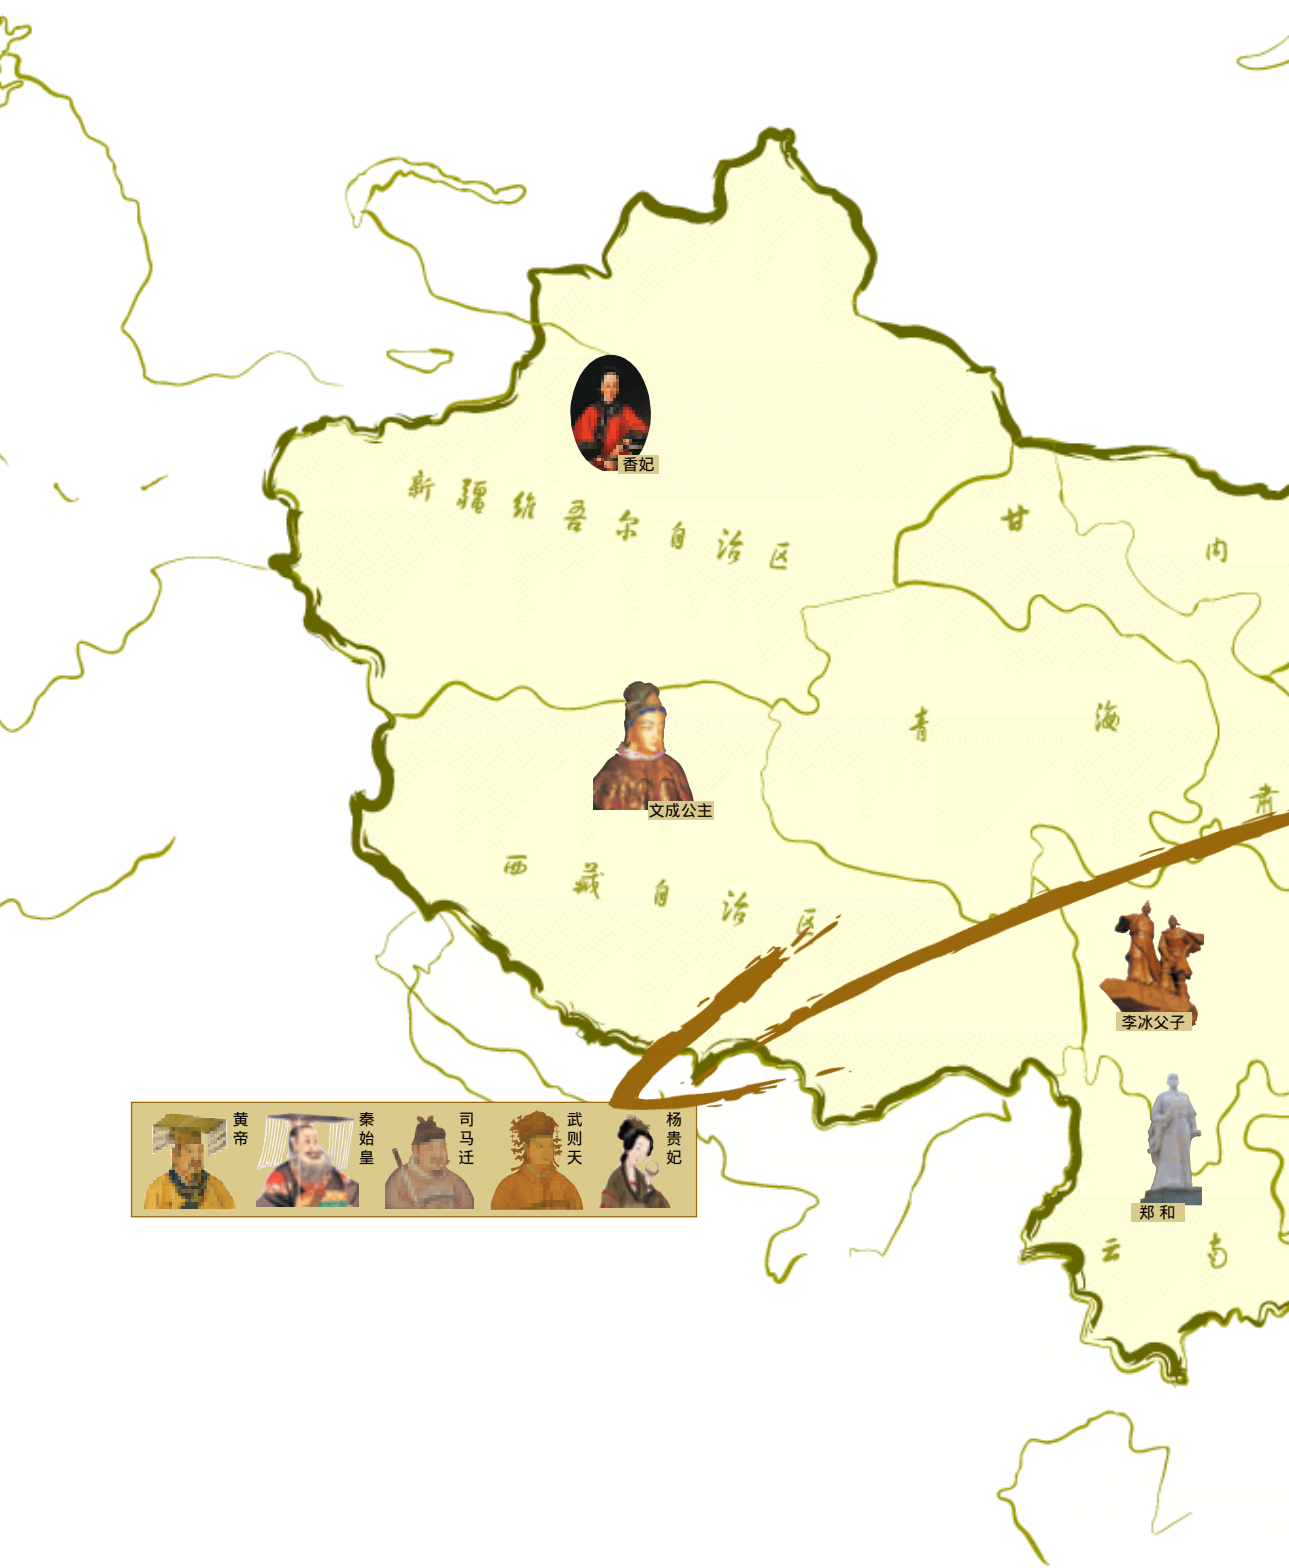 香妃
新疆维吾尔自治区
甘
内
青海
肃
文成公主
西藏自治区
李冰父子
黄帝
秦始皇
司马迁
武则天
杨贵妃
郑和
云南